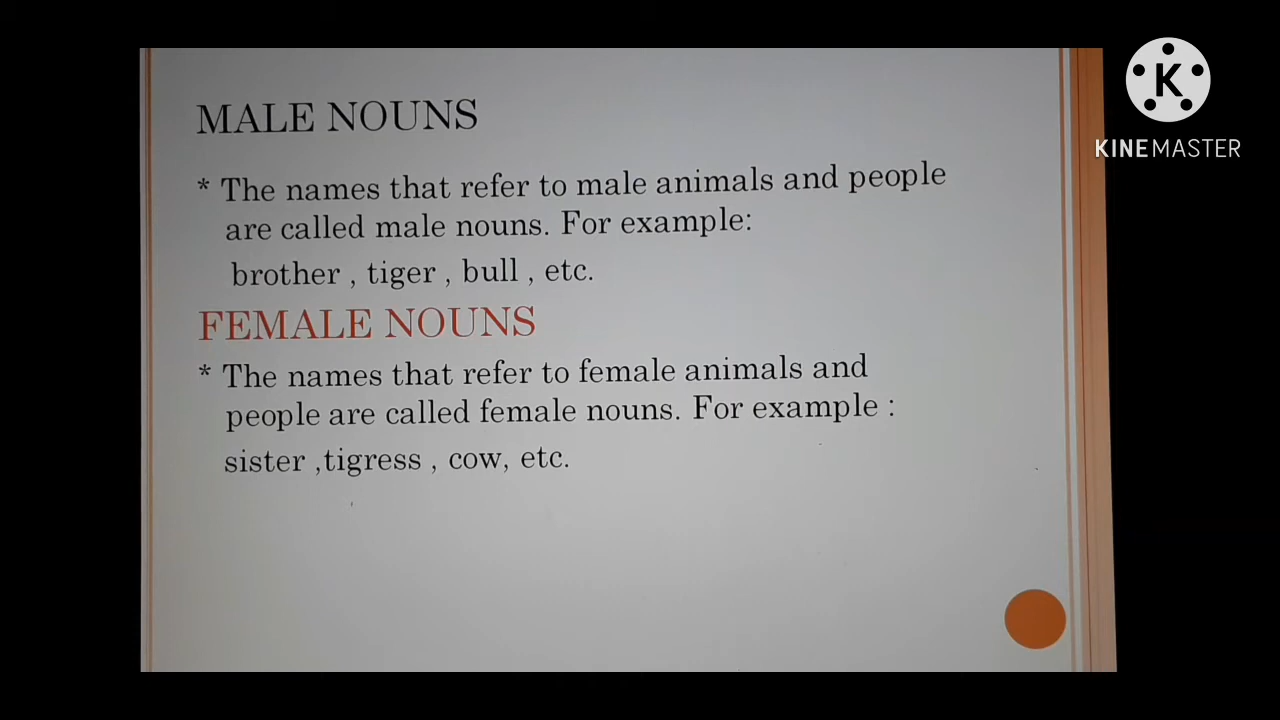 MALE NOUNS
* The names that refer to male animals and people
are called male nouns. For example:
brother , tiger , bull , etc.
FEMALE NOUNS
* The names that refer to female animals and
people are called female nouns. For example :
sister ,tigress , cow, etc.
K
KINEMASTER